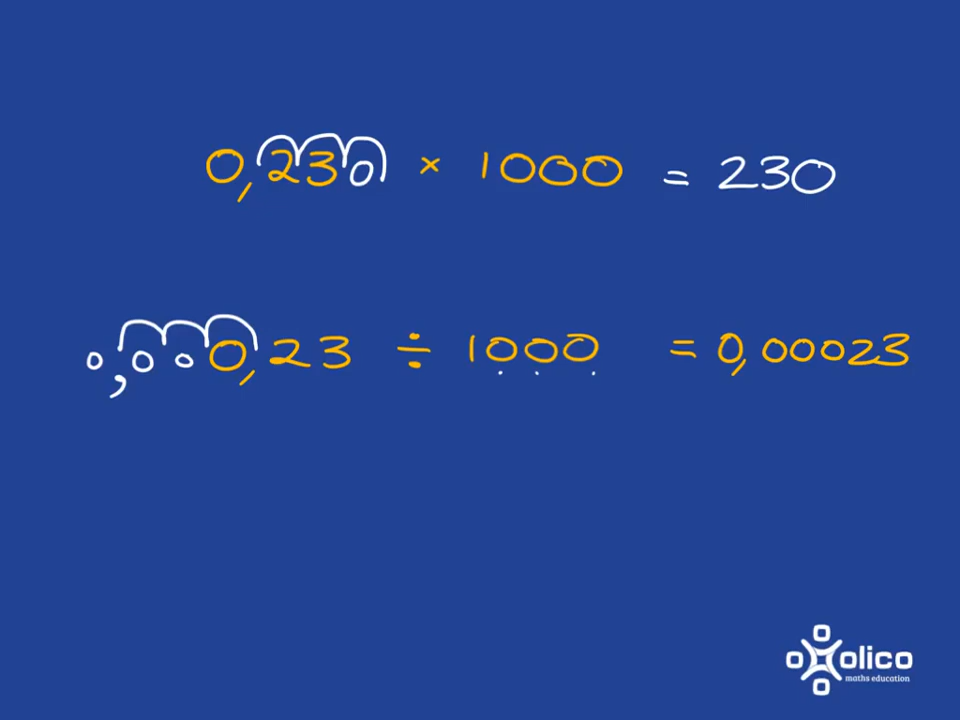 0,230 × 1000 = 230
0,000,23 ÷ 1000 = 0,00023
olico
maths education